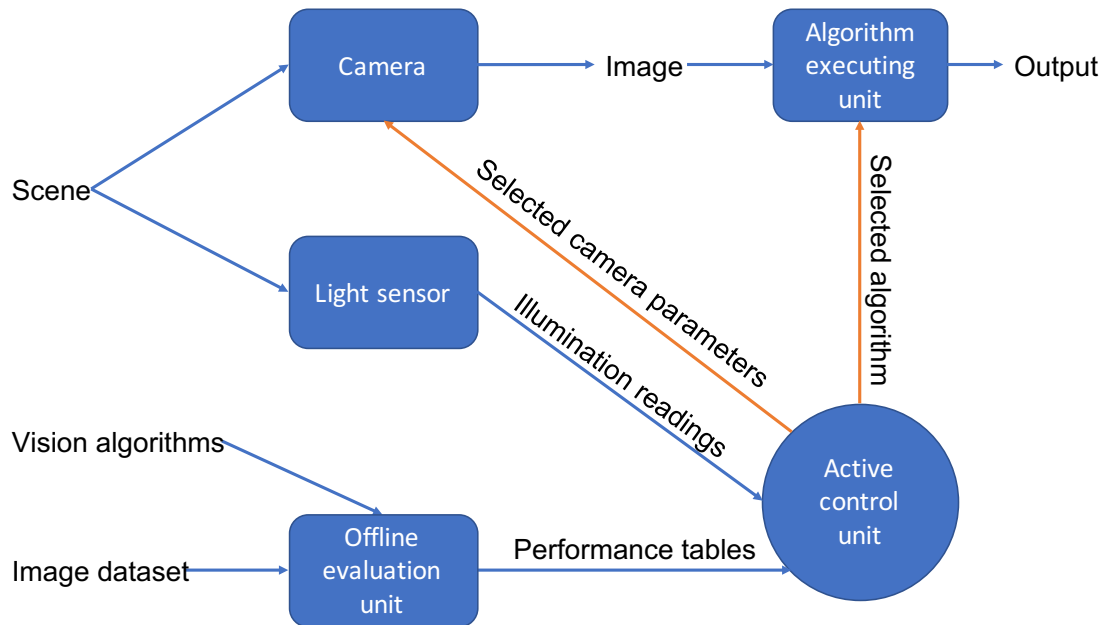 Camera
Image
Algorithm
executing
unit
Output
Scene
Selected camera parameters
Selected algorithm
Light sensor
Illumination readings
Vision algorithms
Active
control
unit
Offline
evaluation
unit
Performance tables
Image dataset